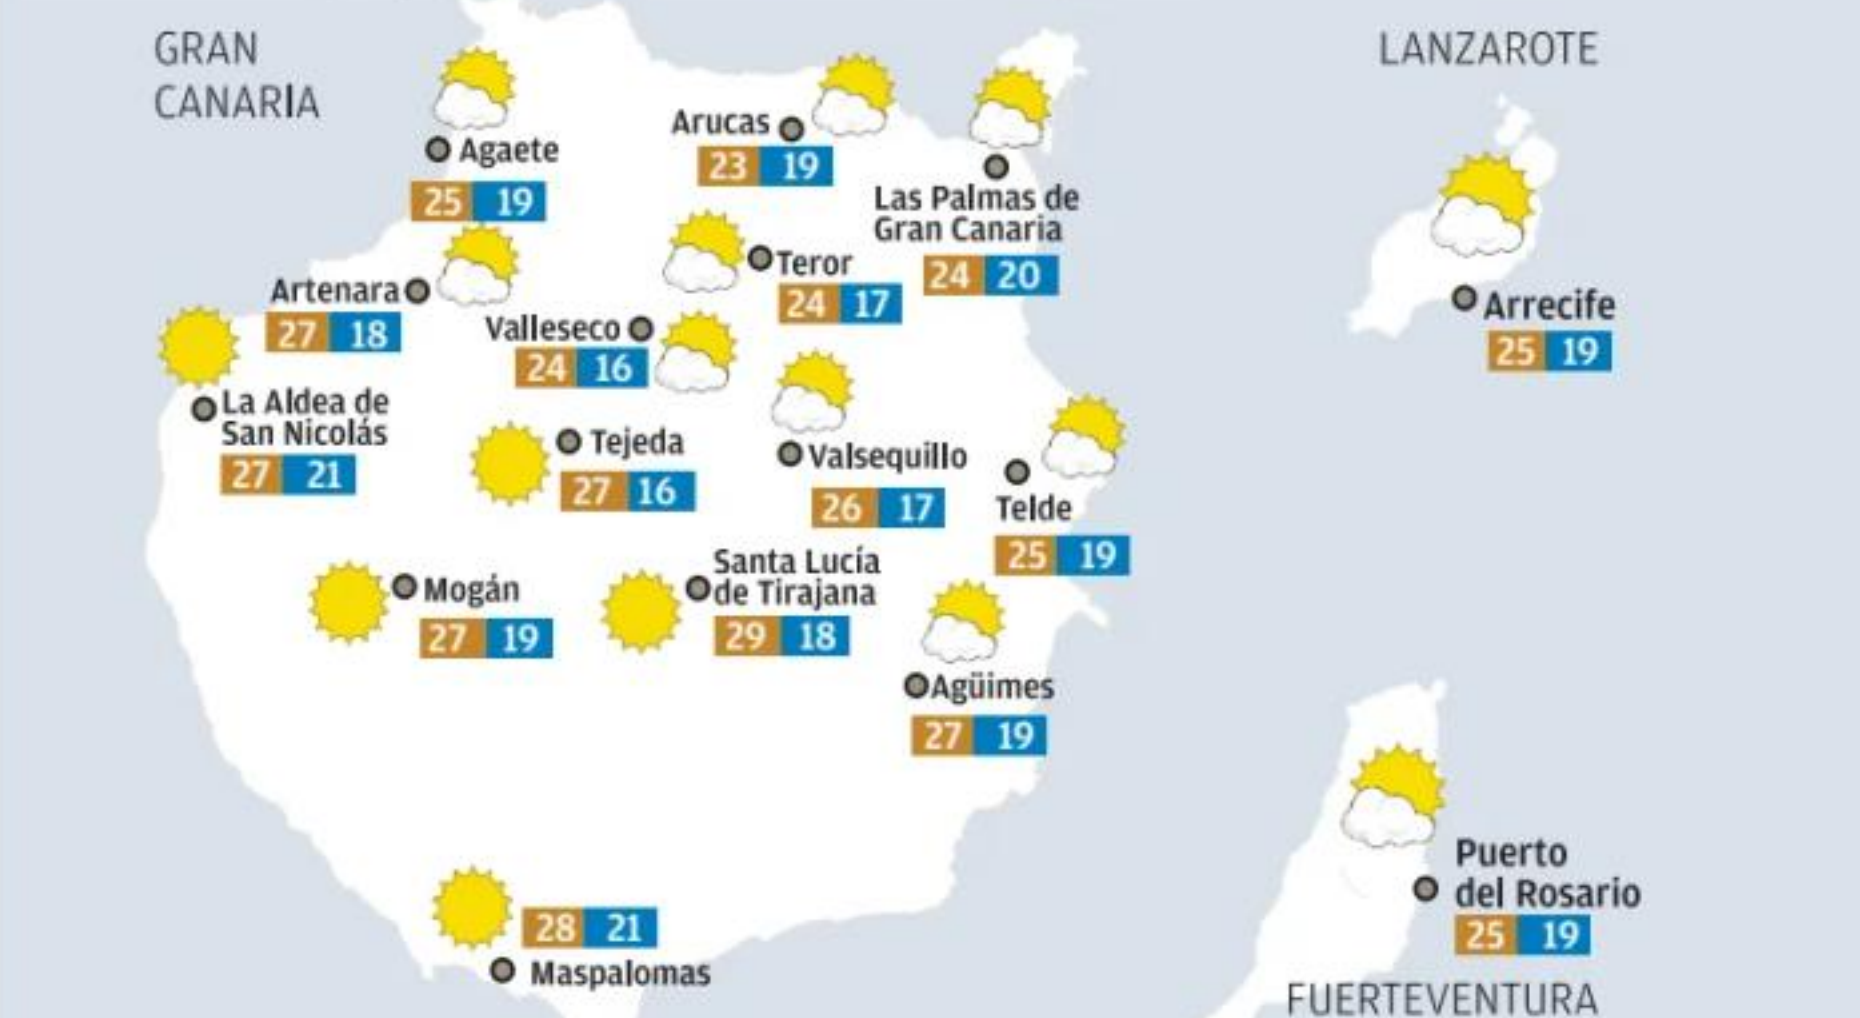 GRAN
CANARIA
LANZAROTE
Agaete
25 19
Arucas
23 19
Las Palmas de
Gran Canaria
24 20
Teror
24 17
Artenara
27 18
Valleseco
24 16
Arrecife
25 19
La Aldea de
San Nicolás
27 21
Tejeda
27 16
Valsequillo
26 17
Telde
25 19
Mogán
27 19
Santa Lucía
de Tirajana
29 18
Agüimes
27 19
Puerto
del Rosario
25 19
28 21
Maspalomas
FUERTEVENTURA